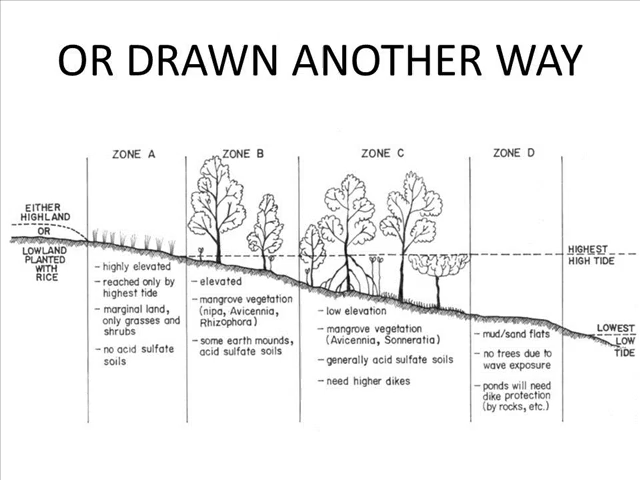 OR DRAWN ANOTHER WAY
ZONE A
ZONE B
ZONE C
ZONE D
EITHER
HIGHLAND
OR
LOWLAND
PLANTED
WITH
RICE
– highly elevated
– reached only by
highest tide
– marginal land,
only grasses and
shrubs
– no acid sulfate
soils
– elevated
– mangrove vegetation
(nipa, Avicennia,
Rhizophora)
– some earth mounds,
acid sulfate soils
– low elevation
– mangrove vegetation
(Avicennia, Sonneratia)
– generally acid sulfate soils
– need higher dikes
– mud/sand flats
– no trees due to
wave exposure
– ponds will need
dike protection
(by rocks, etc.)
HIGHEST
HIGH TIDE
LOWEST
LOW
TIDE